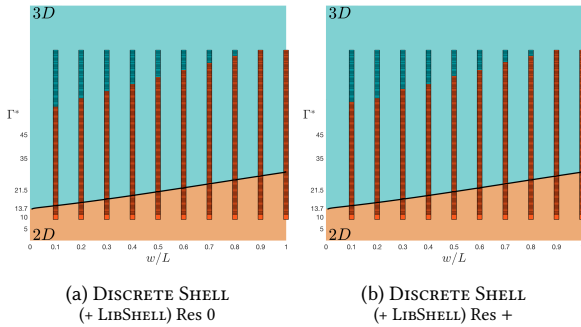 3D
Γ*
45
35
21.5
13.7
10
5
2D
0 0.1 0.2 0.3 0.4 0.5 0.6 0.7 0.8 0.9 1
w/L
(a) DISCRETE SHELL
(+ LIBSHELL) Res 0
3D
Γ*
45
35
21.5
13.7
10
5
2D
0 0.1 0.2 0.3 0.4 0.5 0.6 0.7 0.8 0.9
w/L
(b) DISCRETE SHELL
(+ LIBSHELL) Res +